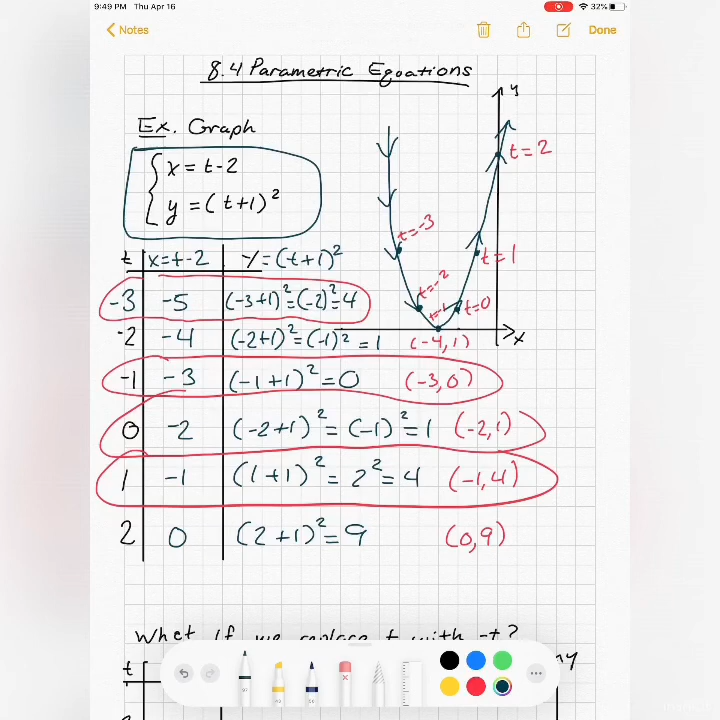 9:49 PM Thu Apr 16
32%
Notes
Done
8.4 Parametric Equations
Ex. Graph
x = t-2
y = (t+1)²
y
t=2
t=-3
t=1
t=-2
t=-1
t=0
x
(-4,1)
t x=t-2 y=(t+1)²
-3 -5 (-3+1)²=(-2)²=4
-2 -4 (-2+1)²=(-1)²=1
-1 -3 (-1+1)²=0 (-3,0)
0 -2 (-2+1)²=(-1)²=1 (-2,1)
1 -1 (1+1)²=2²=4 (-1,4)
2 0 (2+1)²=9 (0,9)
What if we replace t with -t?
t